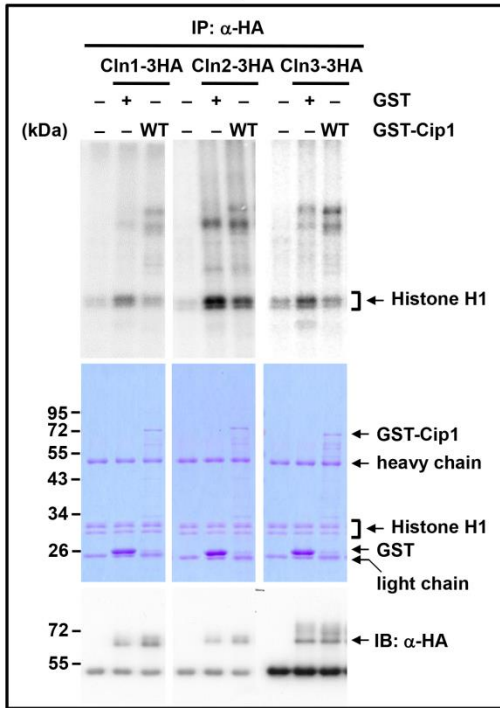 IP: α-HA
Cln1-3HA Cln2-3HA Cln3-3HA
– + – – + – – + – GST
(kDa) – – WT – – WT – – WT GST-Cip1
Histone H1
95
72
55
43
34
26
GST-Cip1
heavy chain
Histone H1
GST
light chain
72
55
IB: α-HA